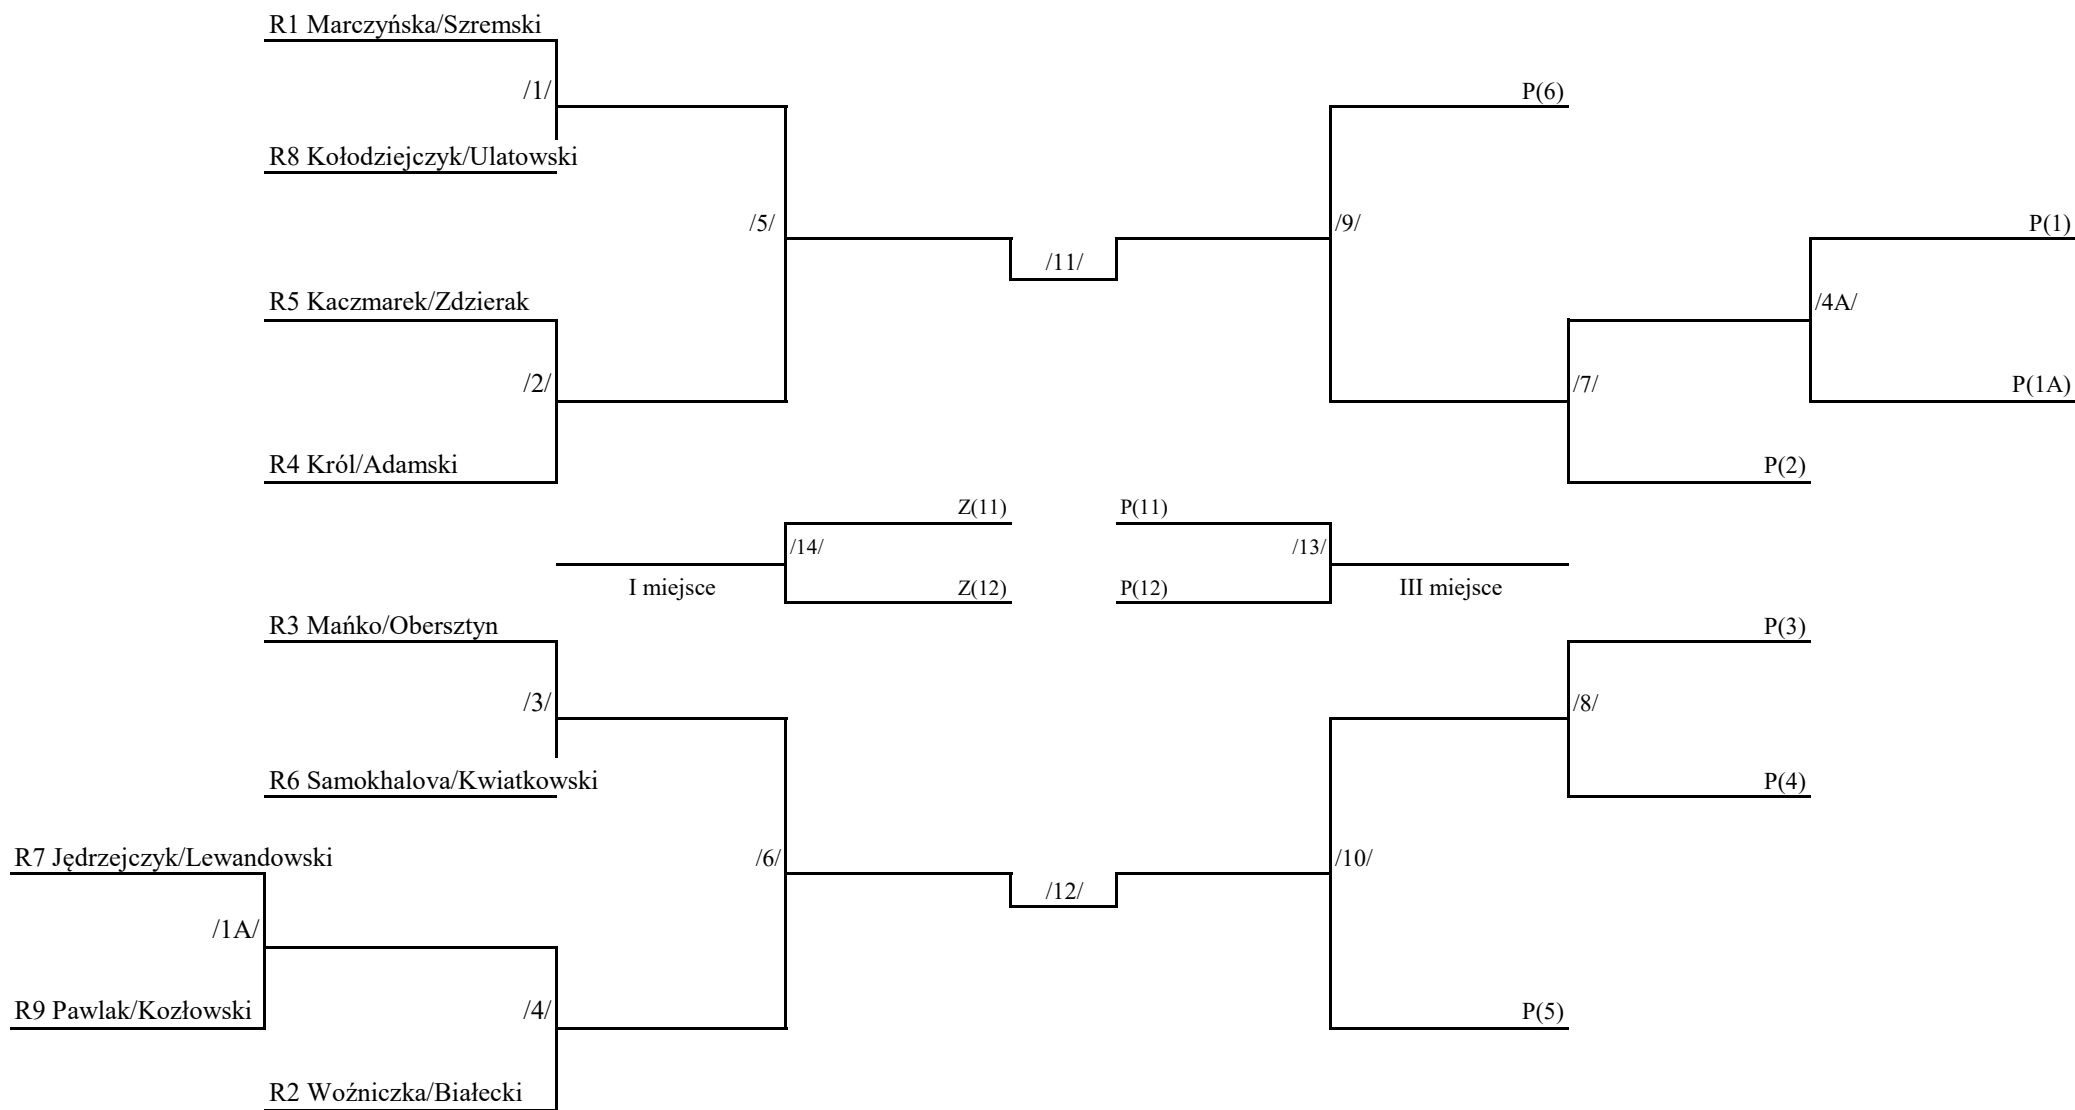 R1 Marczyńska/Szremski
/1/
P(6)
R8 Kołodziejczyk/Ulatowski
/5/
/9/
P(1)
/11/
R5 Kaczmarek/Zdzierak
/4A/
/2/
/7/
P(1A)
R4 Król/Adamski
P(2)
Z(11)
P(11)
/14/
/13/
I miejsce
Z(12)
P(12)
III miejsce
R3 Mańko/Obersztyn
P(3)
/3/
/8/
R6 Samokhalova/Kwiatkowski
P(4)
R7 Jędrzejczyk/Lewandowski
/6/
/10/
/12/
/1A/
R9 Pawlak/Kozłowski
/4/
P(5)
R2 Woźniczka/Białecki